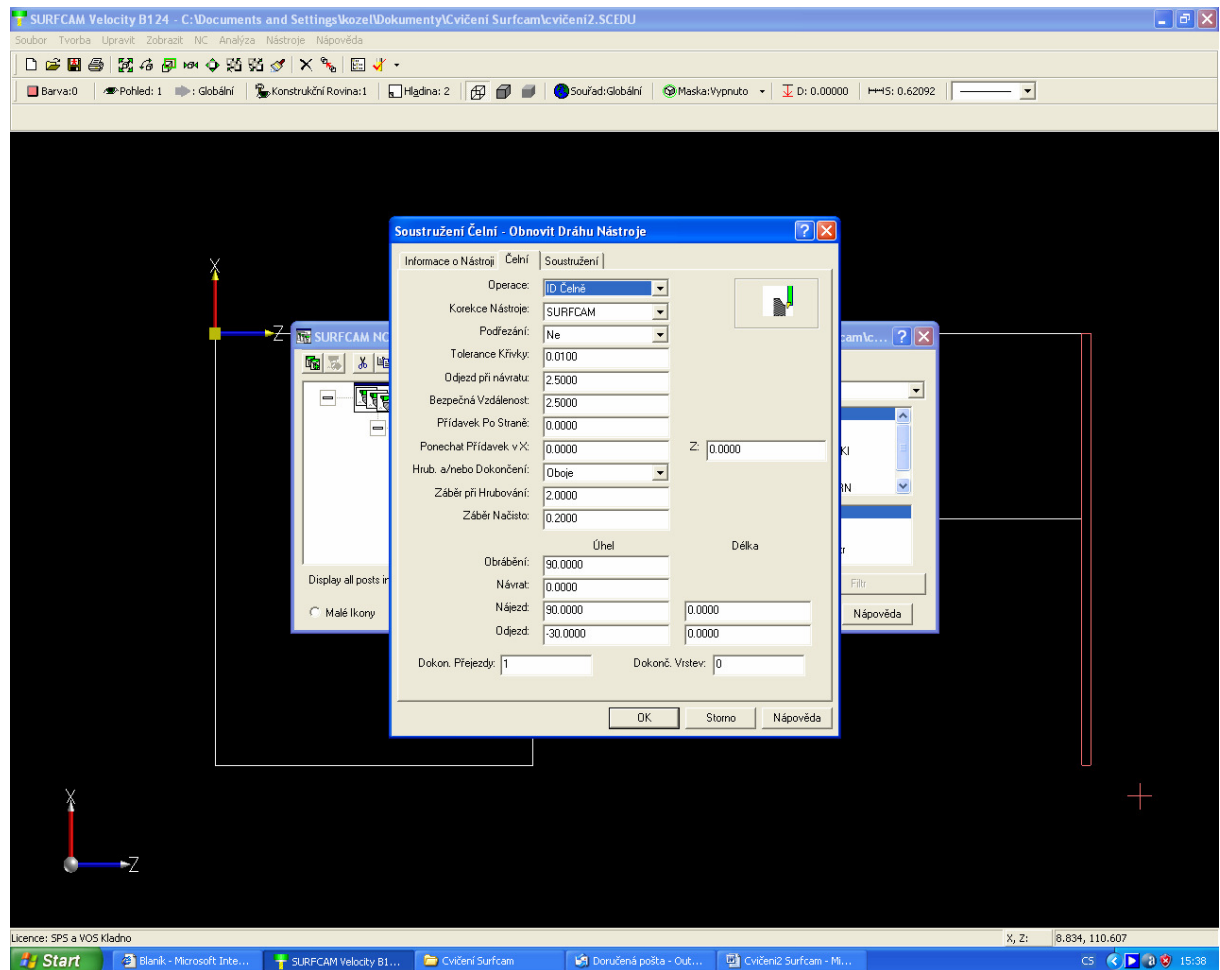 SURFCAM Velocity B124 - C:\Documents and Settings\kozel\Dokumenty\Cvičení Surfcam\cvičení2.SCEDU
Soubor Tvorba Upravit Zobrazit NC Analýza Nástroje Nápověda
Barva:0 Pohled: 1 : Globální Konstrukční Rovina:1 Hladina: 2 Souřad:Globální Maska:Vypnuto D: 0.00000 S: 0.62092
X
Z
SURFCAM NC
cam\c...
KI
RN
Display all posts in
Malé Ikony
Filtr
Nápověda
Soustružení Čelní - Obnovit Dráhu Nástroje
Informace o Nástroji Čelní Soustružení
Operace: ID Čelně
Korekce Nástroje: SURFCAM
Podřezání: Ne
Tolerance Křivky: 0.0100
Odjezd při návratu: 2.5000
Bezpečná Vzdálenost: 2.5000
Přídavek Po Straně: 0.0000
Ponechat Přídavek v X: 0.0000 Z: 0.0000
Hrub. a/nebo Dokončení: Oboje
Záběr při Hrubování: 2.0000
Záběr Načisto: 0.2000
Úhel Délka
Obrábění: 90.0000
Návrat: 0.0000
Nájezd: 90.0000 0.0000
Odjezd: -30.0000 0.0000
Dokon. Přejezdy: 1 Dokonč. Vrstev: 0
OK Storno Nápověda
X
Z
Licence: SPS a VOS Kladno X, Z: 8.834, 110.607
Start Blaník - Microsoft Inte... SURFCAM Velocity B1... Cvičení Surfcam Doručená pošta - Out... Cvičení2 Surfcam - Mi... CS 15:38